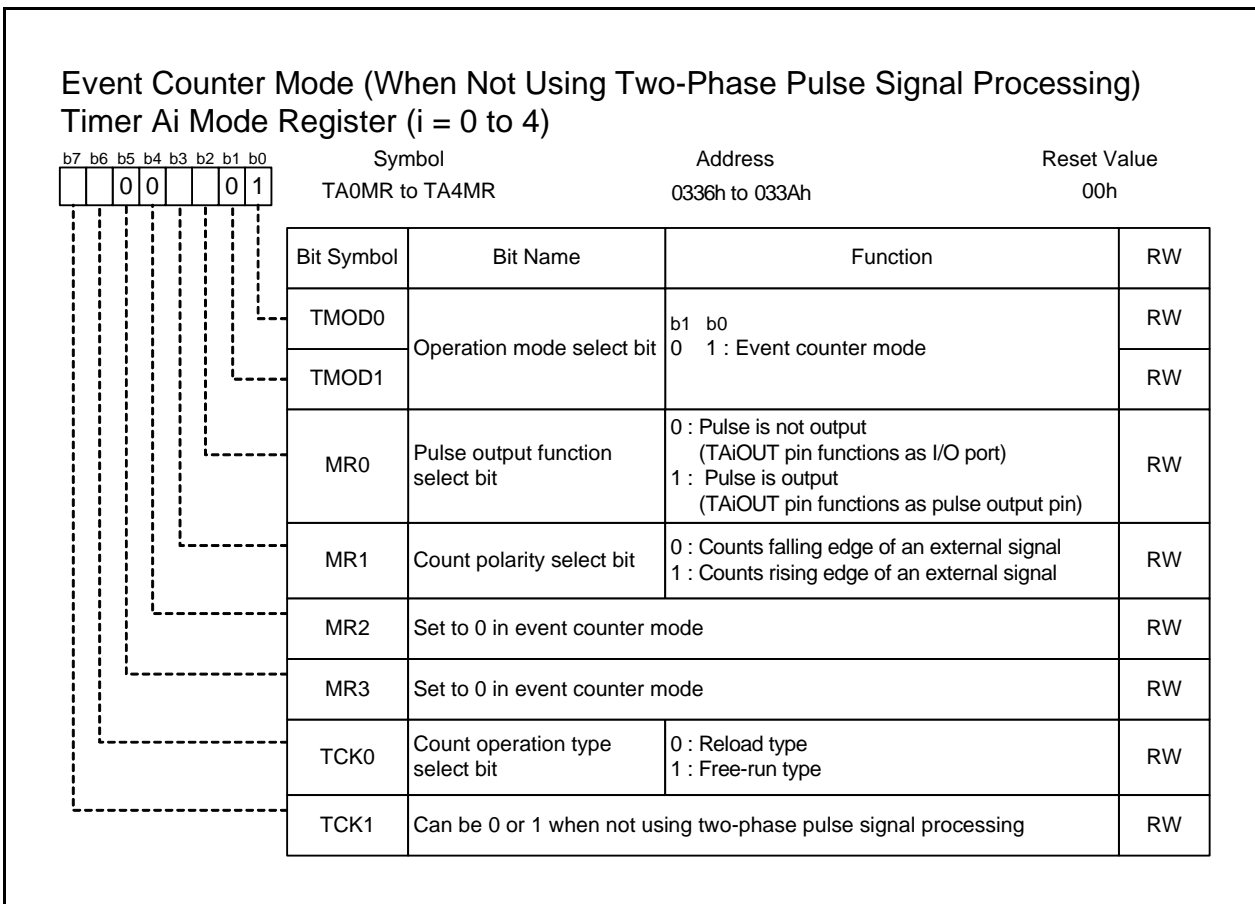 Event Counter Mode (When Not Using Two-Phase Pulse Signal Processing)
Timer Ai Mode Register (i = 0 to 4)
b7 b6 b5 b4 b3 b2 b1 b0 Symbol Address Reset Value
0 0 0 1 TA0MR to TA4MR 0336h to 033Ah 00h
Bit Symbol Bit Name Function RW
TMOD0 RW
Operation mode select bit
b1 b0
0 1 : Event counter mode
TMOD1 RW
MR0
Pulse output function
select bit
0 : Pulse is not output
(TAiOUT pin functions as I/O port)
1 : Pulse is output
(TAiOUT pin functions as pulse output pin)
RW
MR1
Count polarity select bit
0 : Counts falling edge of an external signal
1 : Counts rising edge of an external signal
RW
MR2 Set to 0 in event counter mode RW
MR3 Set to 0 in event counter mode RW
TCK0
Count operation type
select bit
0 : Reload type
1 : Free-run type
RW
TCK1 Can be 0 or 1 when not using two-phase pulse signal processing RW